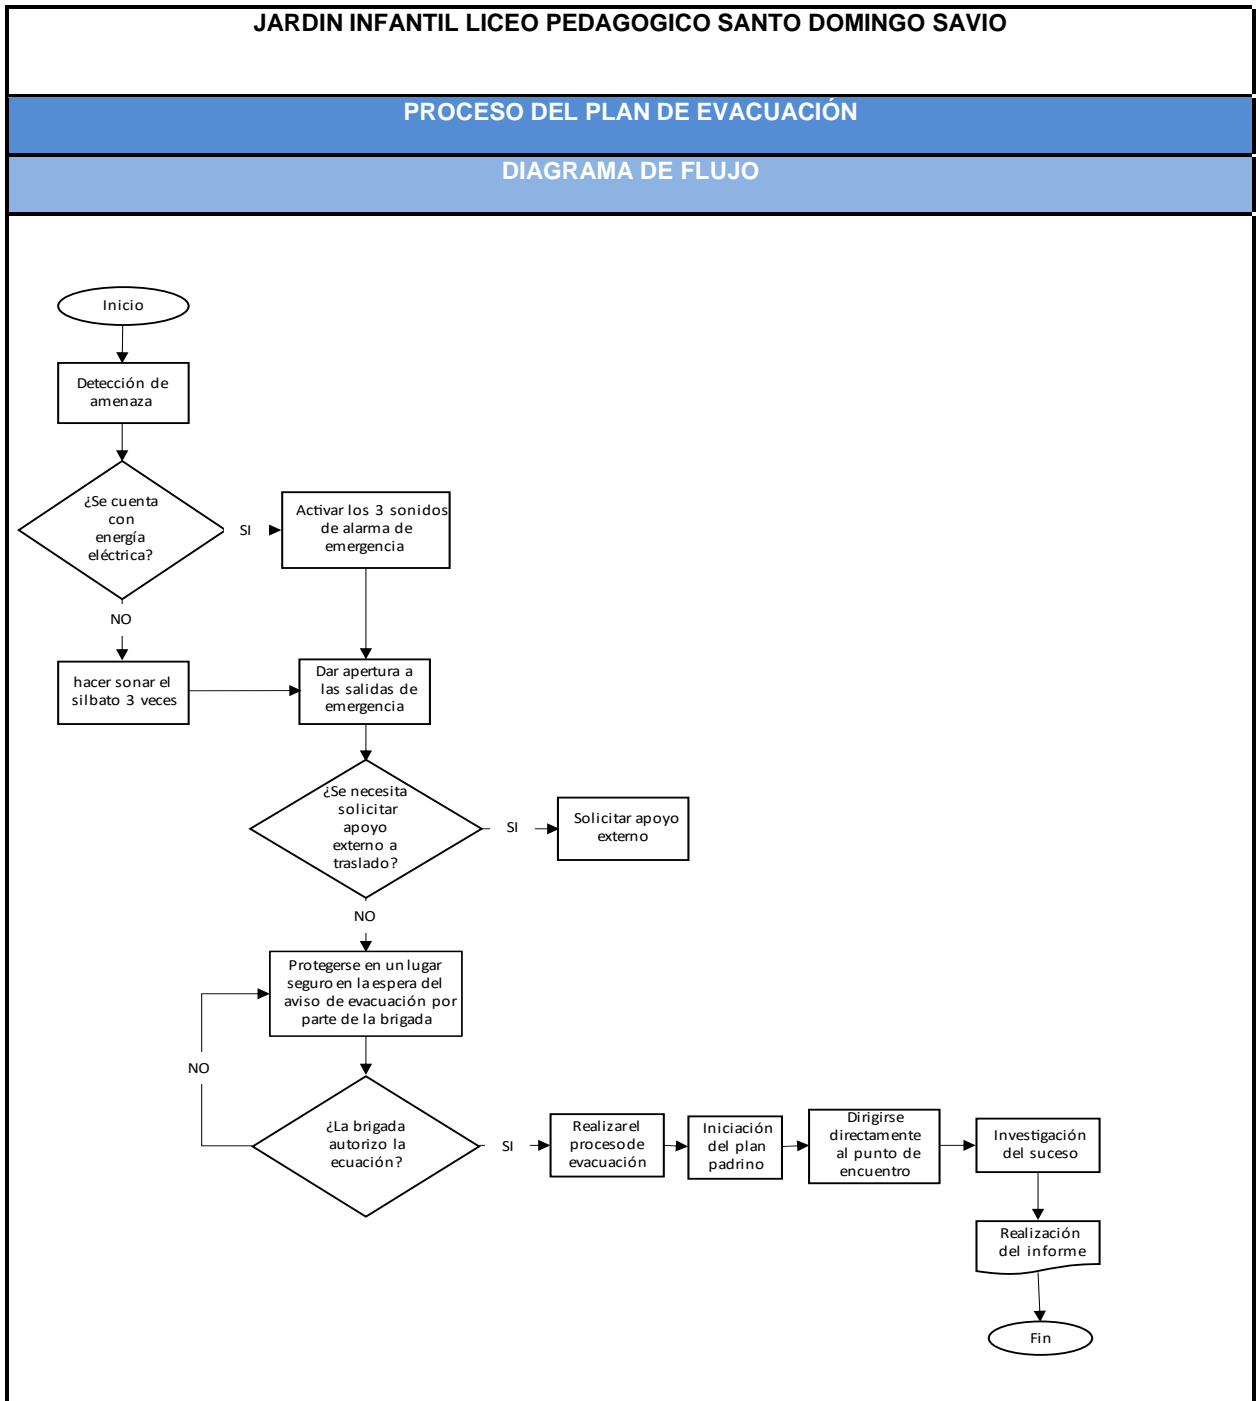 JARDIN INFANTIL LICEO PEDAGOGICO SANTO DOMINGO SAVIO
PROCESO DEL PLAN DE EVACUACIÓN
DIAGRAMA DE FLUJO
Inicio
Detección de
amenaza
¿Se cuenta
con
energía
eléctrica?
SI
Activar los 3 sonidos
de alarma de
emergencia
NO
hacer sonar el
silbato 3 veces
Dar apertura a
las salidas de
emergencia
¿Se necesita
solicitar
apoyo
externo a
traslado?
SI
Solicitar apoyo
externo
NO
Protegerse en un lugar
seguro en la espera del
aviso de evacuación por
parte de la brigada
NO
¿La brigada
autorizo la
ecuación?
SI
Realizar el
proceso de
evacuación
Iniciación
del plan
padrino
Dirigirse
directamente
al punto de
encuentro
Investigación
del suceso
Realización
del informe
Fin